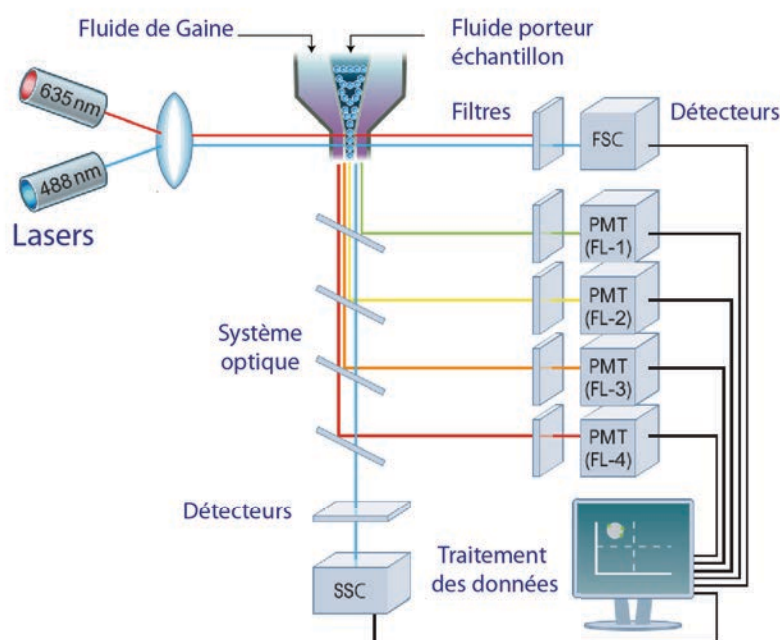 Fluide de Gaine
Fluide porteur
échantillon
635 nm
488 nm
Lasers
Filtres
Détecteurs
FSC
PMT
(FL-1)
PMT
(FL-2)
Système
optique
PMT
(FL-3)
PMT
(FL-4)
Détecteurs
SSC
Traitement
des données